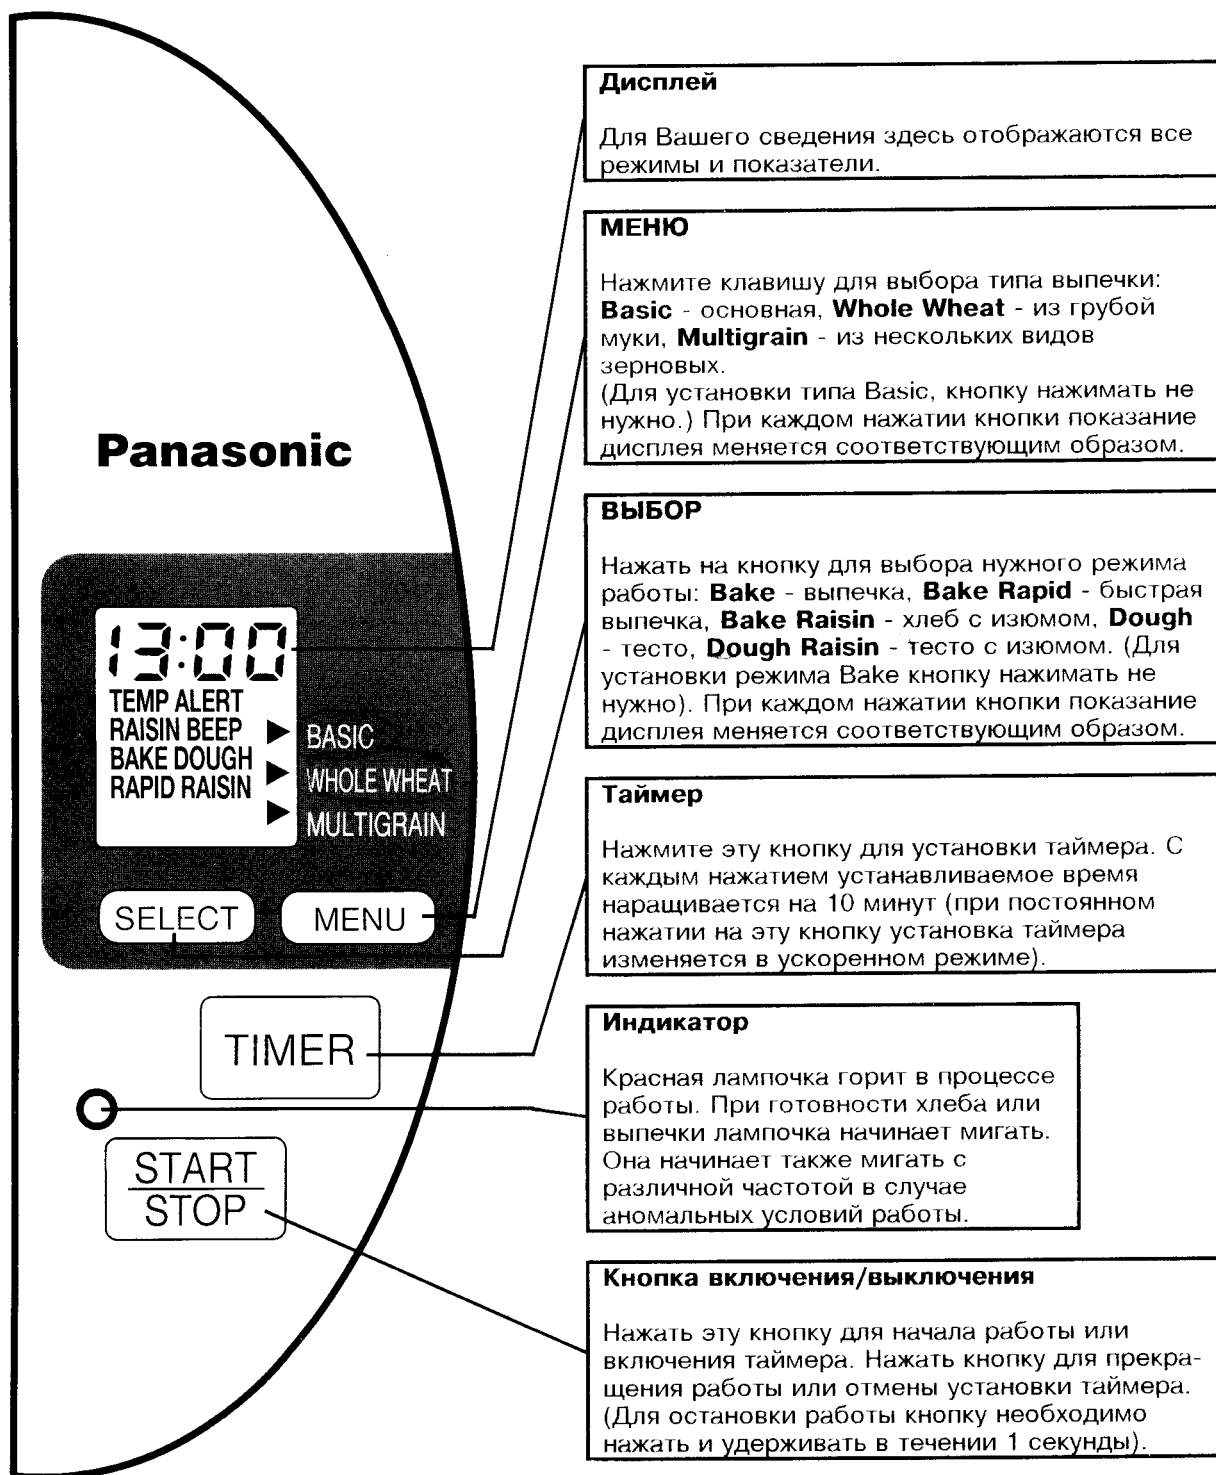 Panasonic
13:00
TEMP ALERT
RAISIN BEEP
BAKE DOUGH
RAPID RAISIN
BASIC
WHOLE WHEAT
MULTIGRAIN
SELECT
MENU
TIMER
START
STOP
Дисплей
Для Вашего сведения здесь отображаются все
режимы и показатели.
МЕНЮ
Нажмите клавишу для выбора типа выпечки:
Basic - основная, Whole Wheat - из грубой
муки, Multigrain - из нескольких видов
зерновых.
(Для установки типа Basic, кнопку нажимать не
нужно.) При каждом нажатии кнопки показание
дисплея меняется соответствующим образом.
ВЫБОР
Нажать на кнопку для выбора нужного режима
работы: Bake - выпечка, Bake Rapid - быстрая
выпечка, Bake Raisin - хлеб с изюмом, Dough
- тесто, Dough Raisin - тесто с изюмом. (Для
установки режима Bake кнопку нажимать не
нужно). При каждом нажатии кнопки показание
дисплея меняется соответствующим образом.
Таймер
Нажмите эту кнопку для установки таймера. С
каждым нажатием устанавливаемое время
наращивается на 10 минут (при постоянном
нажатии на эту кнопку установка таймера
изменяется в ускоренном режиме).
Индикатор
Красная лампочка горит в процессе
работы. При готовности хлеба или
выпечки лампочка начинает мигать.
Она начинает также мигать с
различной частотой в случае
аномальных условий работы.
Кнопка включения/выключения
Нажать эту кнопку для начала работы или
включения таймера. Нажать кнопку для прекра-
щения работы или отмены установки таймера.
(Для остановки работы кнопку необходимо
нажать и удерживать в течении 1 секунды).